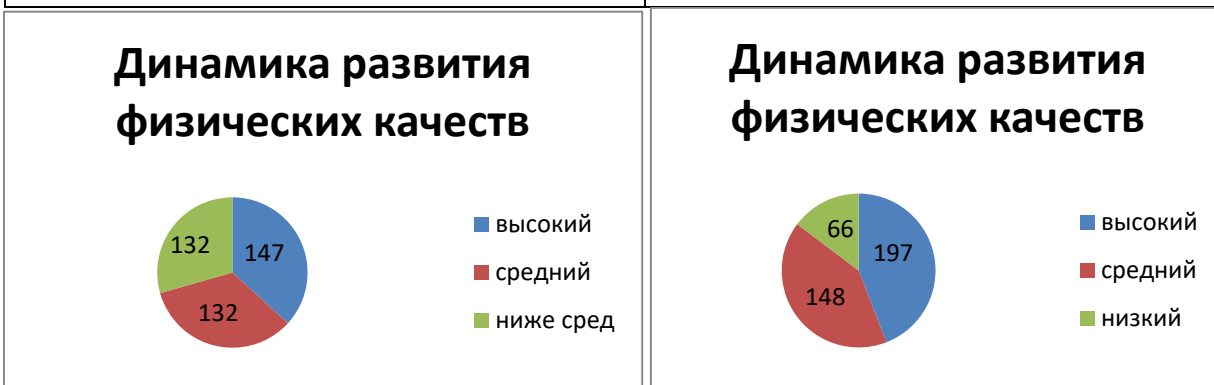 Динамика развития
физических качеств
132
147
132
высокий
средний
ниже сред
Динамика развития
физических качеств
66
197
148
высокий
средний
низкий